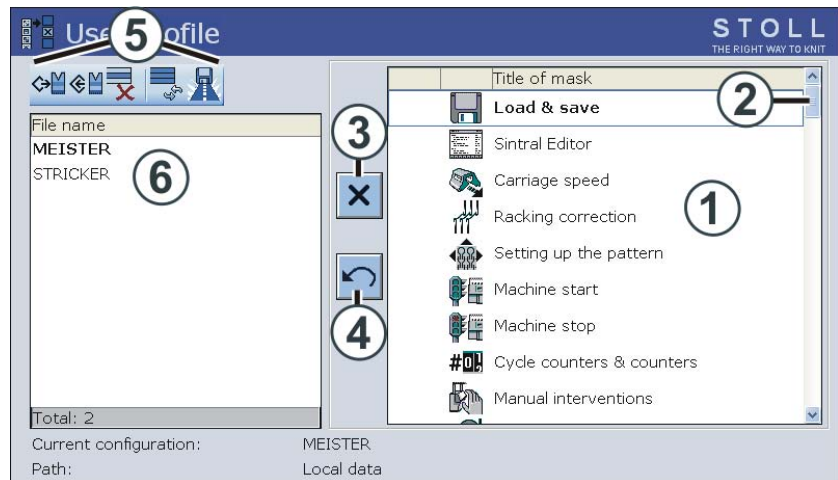 User Profile
STOLL
THE RIGHT WAY TO KNIT
5
File name
MEISTER
STRICKER
6
Total: 2
3
4
Title of mask
2
Load & save
Sintral Editor
Carriage speed
1
Racking correction
Setting up the pattern
Machine start
Machine stop
Cycle counters & counters
Manual interventions
Current configuration: MEISTER
Path: Local data